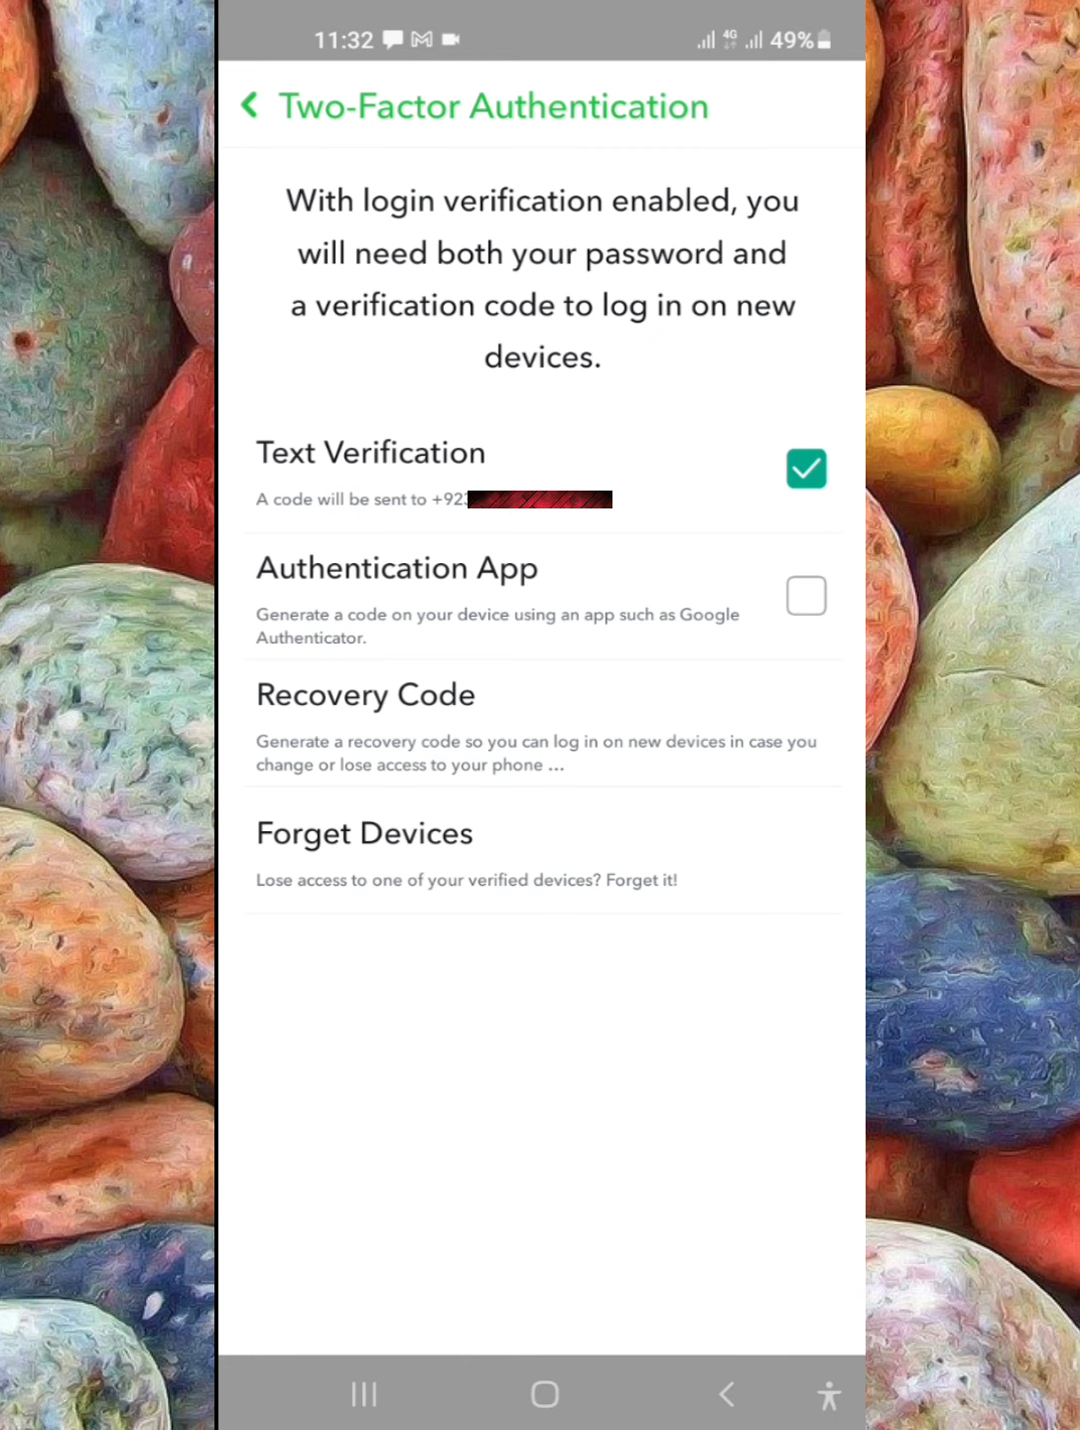 11:32 4G 49%
Two-Factor Authentication
With login verification enabled, you
will need both your password and
a verification code to log in on new
devices.
Text Verification
A code will be sent to +923
Authentication App
Generate a code on your device using an app such as Google
Authenticator.
Recovery Code
Generate a recovery code so you can log in on new devices in case you
change or lose access to your phone ...
Forget Devices
Lose access to one of your verified devices? Forget it!